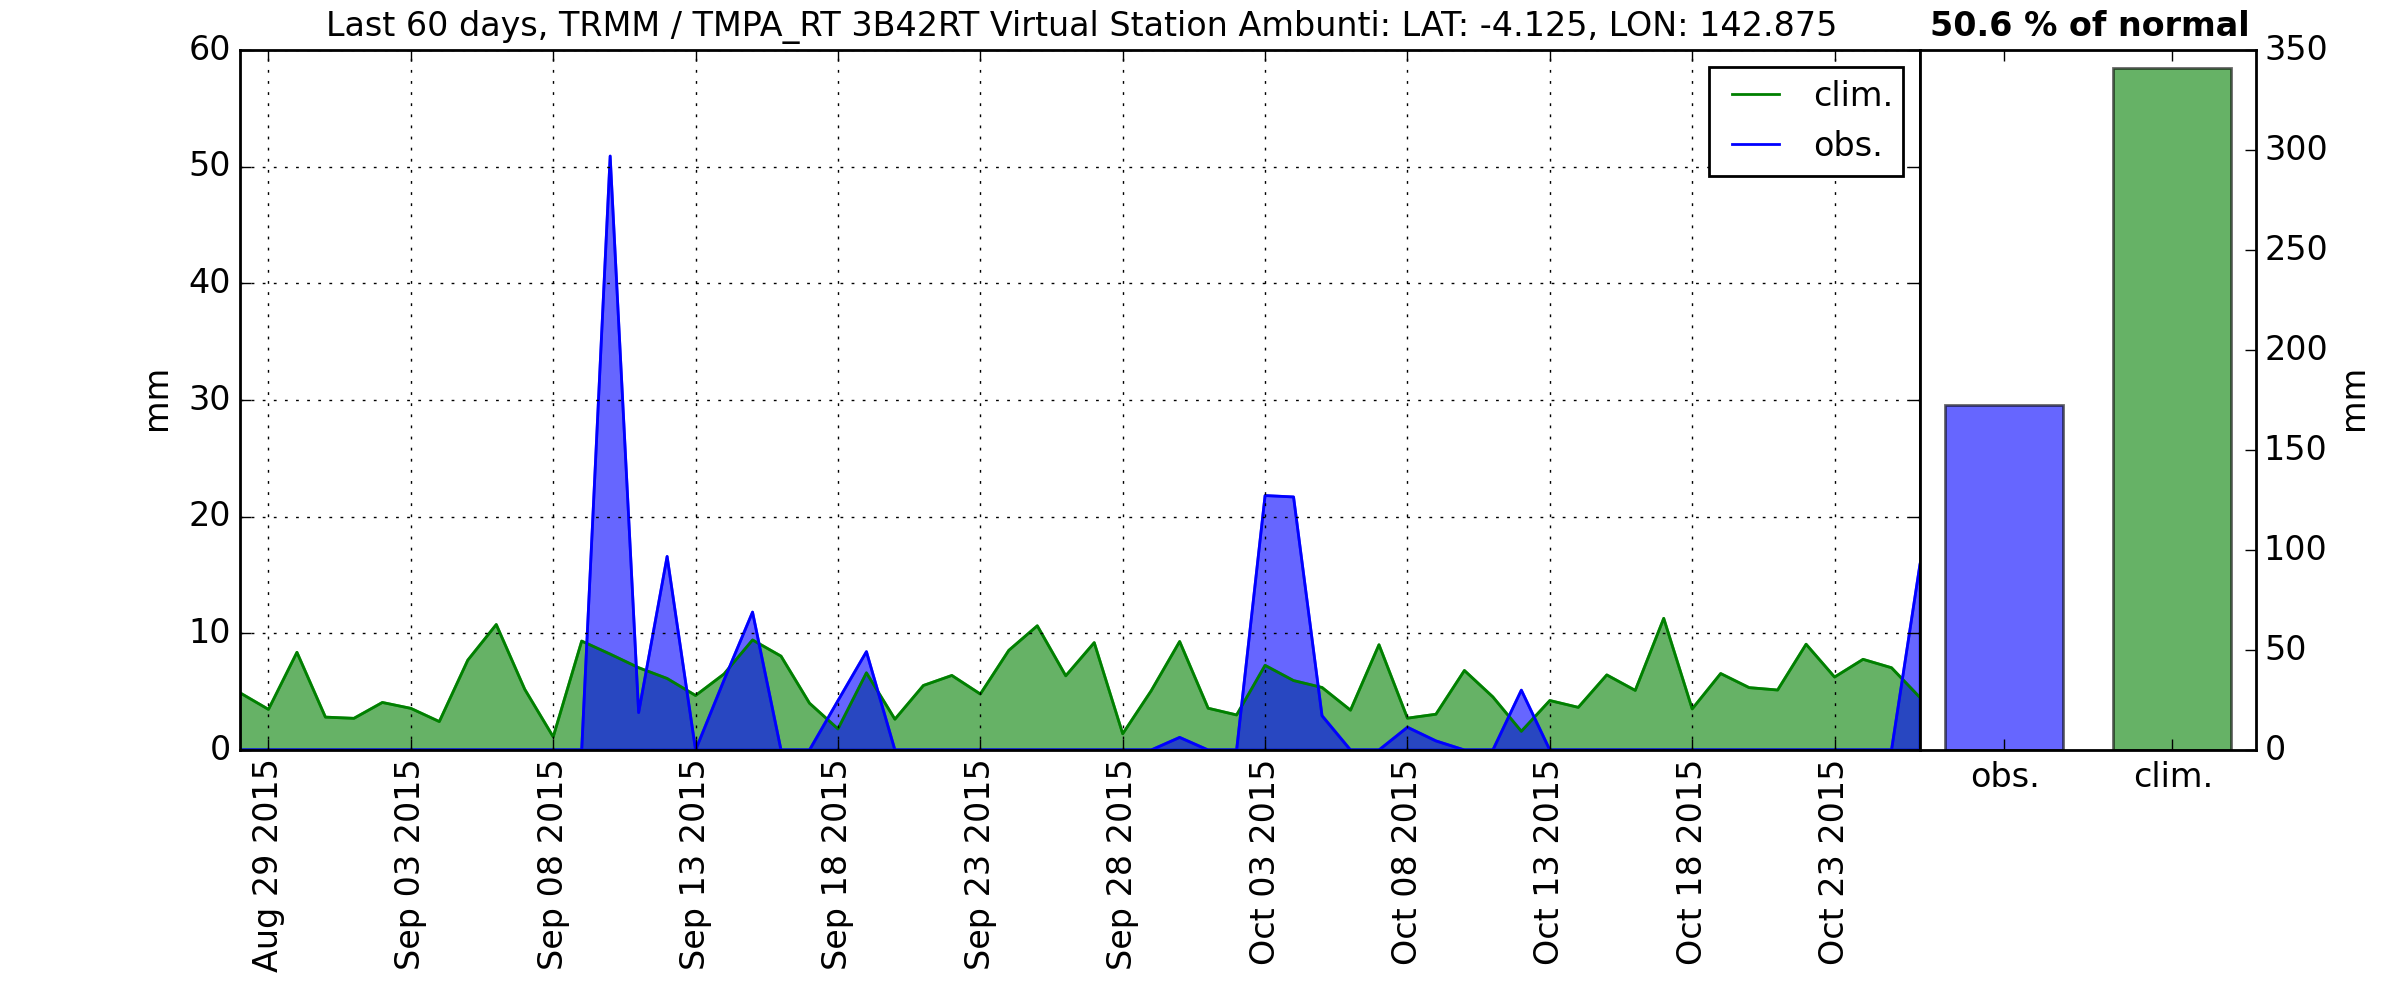 Last 60 days, TRMM / TMPA_RT 3B42RT Virtual Station Ambunti: LAT: -4.125, LON: 142.875
50.6 % of normal
60
50
40
30
20
10
0
mm
clim.
obs.
Aug 29 2015
Sep 03 2015
Sep 08 2015
Sep 13 2015
Sep 18 2015
Sep 23 2015
Sep 28 2015
Oct 03 2015
Oct 08 2015
Oct 13 2015
Oct 18 2015
Oct 23 2015
350
300
250
200
150
100
50
0
mm
obs.
clim.